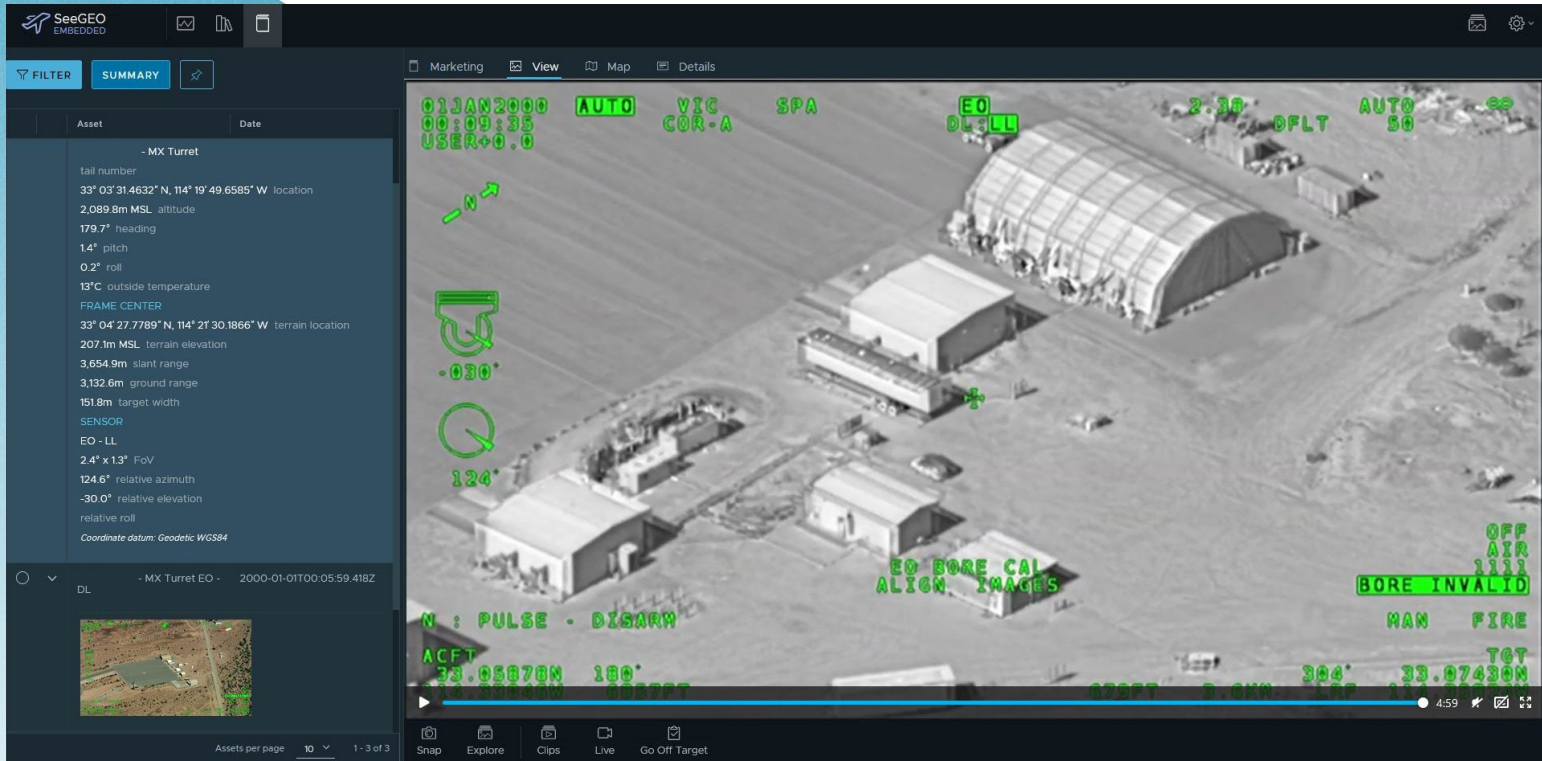 SeeGEO
EMBEDDED
FILTER
SUMMARY
Asset Date
- MX Turret
tail number
33° 03' 31.4632" N, 114° 19' 49.6585" W location
2,089.8m MSL altitude
179.7° heading
1.4° pitch
0.2° roll
13°C outside temperature
FRAME CENTER
33° 04' 27.7789" N, 114° 21' 30.1866" W terrain location
207.1m MSL terrain elevation
3,654.9m slant range
3,132.6m ground range
151.8m target width
SENSOR
EO - LL
2.4° x 1.3° FoV
124.6° relative azimuth
-30.0° relative elevation
relative roll
Coordinate datum: Geodetic WGS84
- MX Turret EO - 2000-01-01T00:05:59.418Z
DL
Assets per page 10 1 - 3 of 3
Marketing View Map Details
01JAN2000 AUTO VIC SPA EO 2.30 AUTO
00:09:35 COR-A DL:LL DFLT 50
USER+0.0
N
-030°
124°
EO BORE CAL
ALIGN IMAGES
OFF
AIR
1111
BORE INVALID
N : PULSE - DISARM MAN FIRE
ACFT TGT
33.05870N 180° 304° 33.07430N
4:59
Snap Explore Clips Live Go Off Target